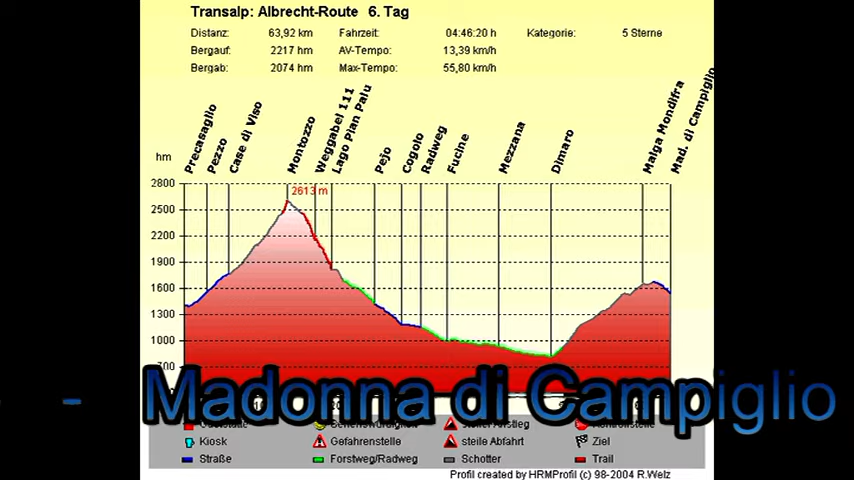 Transalp: Albrecht-Route 6. Tag
Distanz: 63,92 km Fahrzeit: 04:46:20 h Kategorie: 5 Sterne
Bergauf: 2217 hm AV-Tempo: 13,39 km/h
Bergab: 2074 hm Max-Tempo: 55,80 km/h
hm
Precasaglio
Pezzo
Case di Viso
Montozzo
Weggabel 111
Lago Pian Palu
Pejo
Cogolo
Radweg
Fucine
Mezzana
Dimaro
Malga Mondifra
Mad. di Campiglio
2613 m
2800
2500
2200
1900
1600
1300
1000
700
- Madonna di Campiglio
Kiosk Gefahrenstelle steile Abfahrt Ziel
Straße Forstweg/Radweg Schotter Trail
Profil created by HRMProfil (c) 98-2004 R.Welz